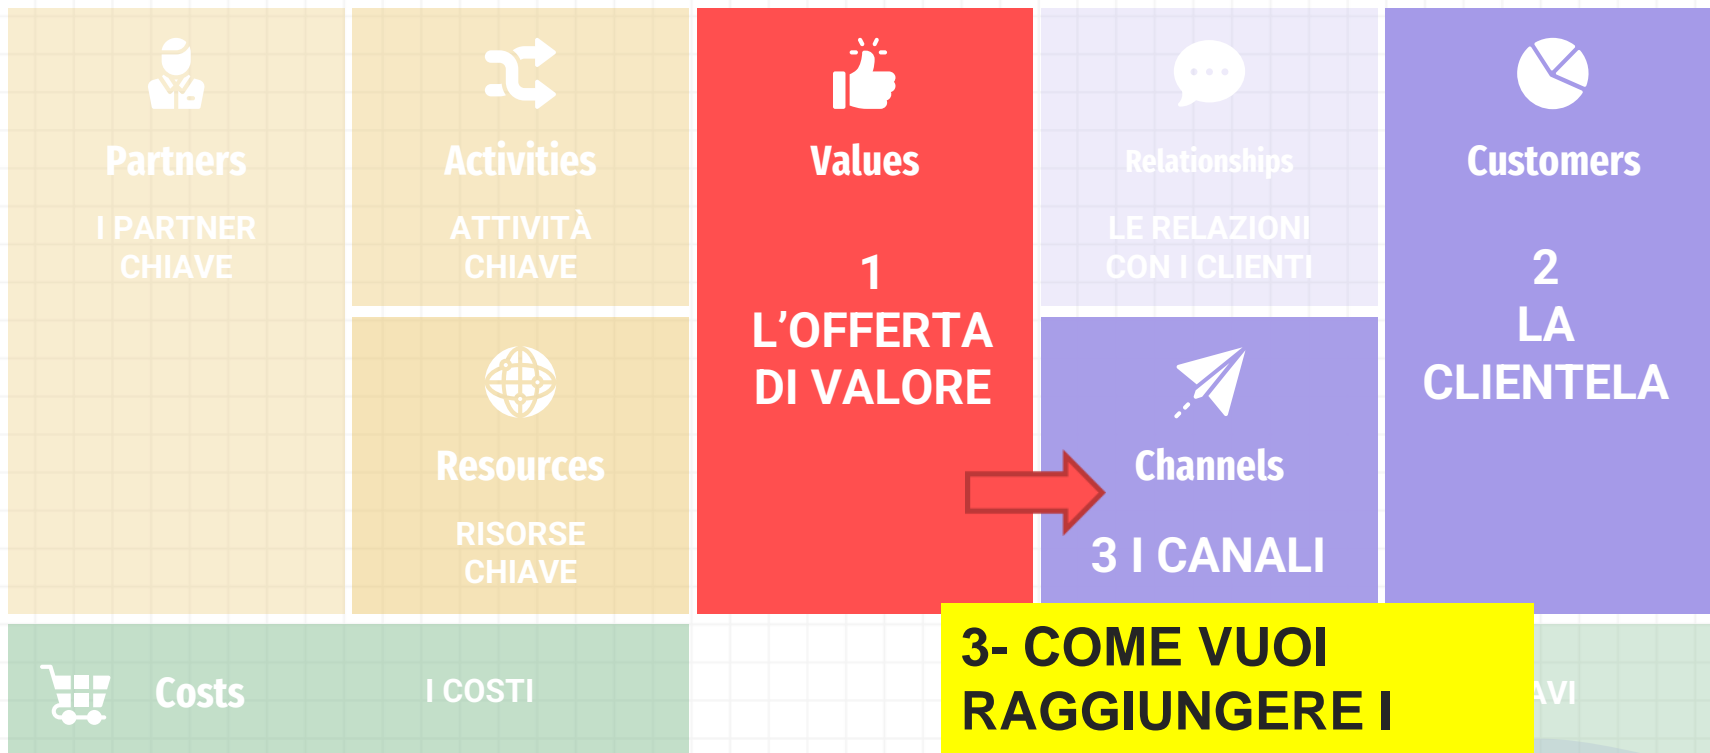 Partners
I PARTNER
CHIAVE
Activities
ATTIVITÀ
CHIAVE
Resources
RISORSE
CHIAVE
Values
1
L’OFFERTA
DI VALORE
Relationships
LE RELAZIONI
CON I CLIENTI
Channels
3 I CANALI
Customers
2
LA
CLIENTELA
Costs
I COSTI
3- COME VUOI
RAGGIUNGERE I